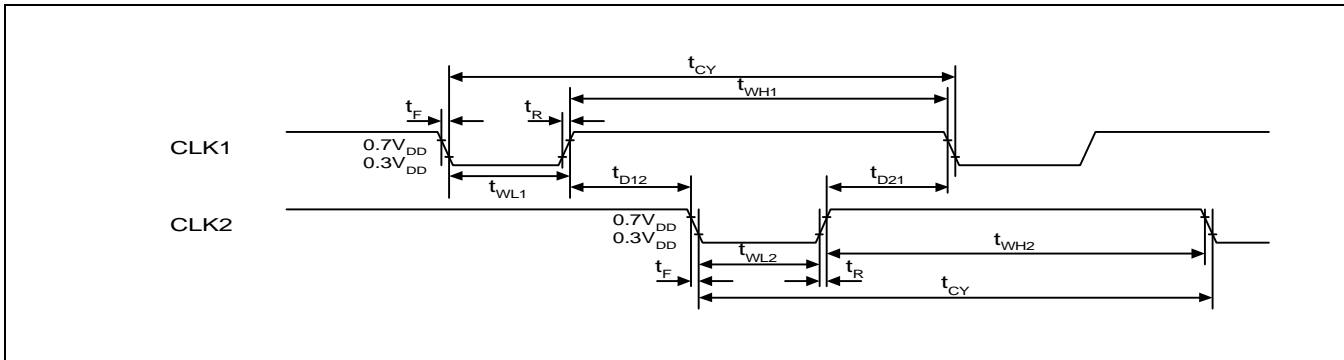 tCY
tWH1
tF
tR
CLK1
0.7VDD
0.3VDD
tWL1
tD12
tD21
CLK2
0.7VDD
0.3VDD
tWL2
tWH2
tF
tR
tCY